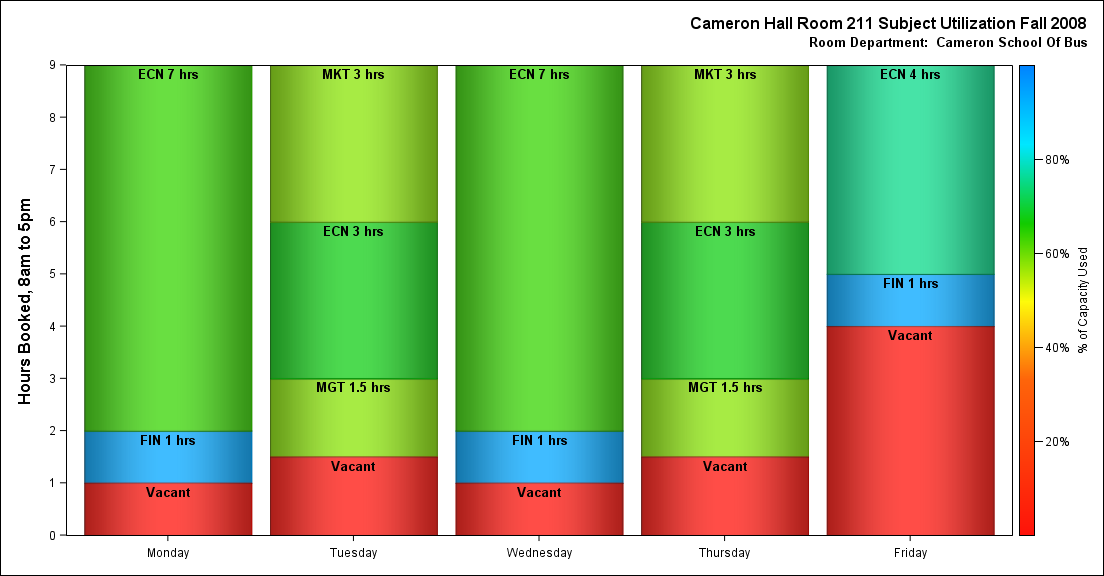 Cameron Hall Room 211 Subject Utilization Fall 2008
Room Department:  Cameron School Of Bus
Hours Booked, 8am to 5pm
9
8
7
6
5
4
3
2
1
0
ECN 7 hrs
FIN 1 hrs
Vacant
MKT 3 hrs
ECN 3 hrs
MGT 1.5 hrs
Vacant
ECN 7 hrs
FIN 1 hrs
Vacant
MKT 3 hrs
ECN 3 hrs
MGT 1.5 hrs
Vacant
ECN 4 hrs
FIN 1 hrs
Vacant
Monday
Tuesday
Wednesday
Thursday
Friday
80%
60%
40%
20%
% of Capacity Used